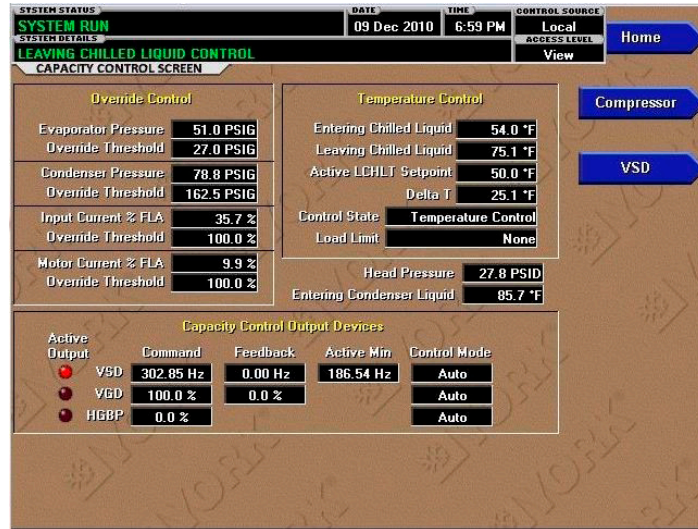 SYSTEM STATUS
SYSTEM RUN
SYSTEM DETAILS
LEAVING CHILLED LIQUID CONTROL
DATE
09 Dec 2010
TIME
6:59 PM
CONTROL SOURCE
Local
ACCESS LEVEL
View
Home
CAPACITY CONTROL SCREEN
Override Control
Evaporator Pressure 51.0 PSIG
Override Threshold 27.0 PSIG
Condenser Pressure 78.8 PSIG
Override Threshold 162.5 PSIG
Input Current % FLA 35.7 %
Override Threshold 100.0 %
Motor Current % FLA 9.9 %
Override Threshold 100.0 %
Temperature Control
Entering Chilled Liquid 54.0 °F
Leaving Chilled Liquid 75.1 °F
Active LCHLT Setpoint 50.0 °F
Delta T 25.1 °F
Control State Temperature Control
Load Limit None
Head Pressure 27.8 PSID
Entering Condenser Liquid 85.7 °F
Compressor
VSD
Capacity Control Output Devices
Active Output Command Feedback Active Min Control Mode
VSD 302.85 Hz 0.00 Hz 186.54 Hz Auto
VGD 100.0 % 0.0 % Auto
HGBP 0.0 % Auto
YORK